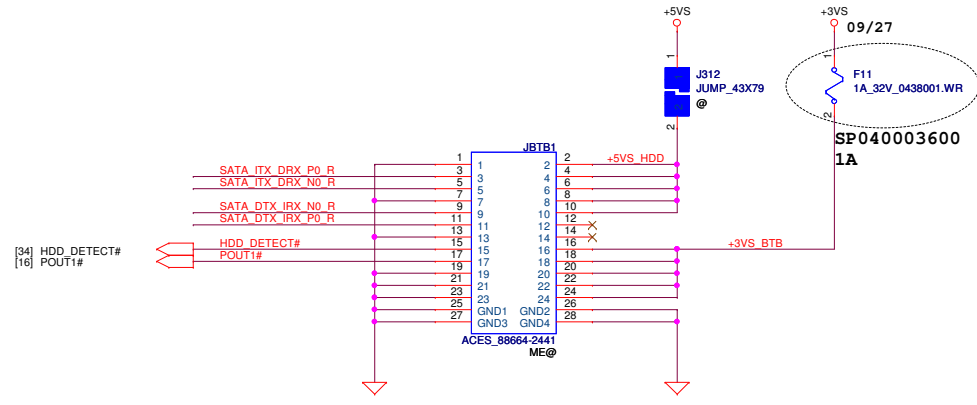 +5VS
+3VS
09/27
1
J312
JUMP_43X79
@
1
2
2
1
F11
1A_32V_0438001.WR
2
SP040003600
1A
JBTB1
1 1 2 2 +5VS_HDD
SATA_ITX_DRX_P0_R 3 3 4 4
SATA_ITX_DRX_N0_R 5 5 6 6
7 7 8 8
SATA_DTX_IRX_N0_R 9 9 10 10
SATA_DTX_IRX_P0_R 11 11 12 12
13 13 14 14
[34] HDD_DETECT# HDD_DETECT# 15 15 16 16 +3VS_BTB
[16] POUT1# POUT1# 17 17 18 18
19 19 20 20
21 21 22 22
23 23 24 24
25 GND1 GND2 26
27 GND3 GND4 28
ACES_88664-2441
ME@